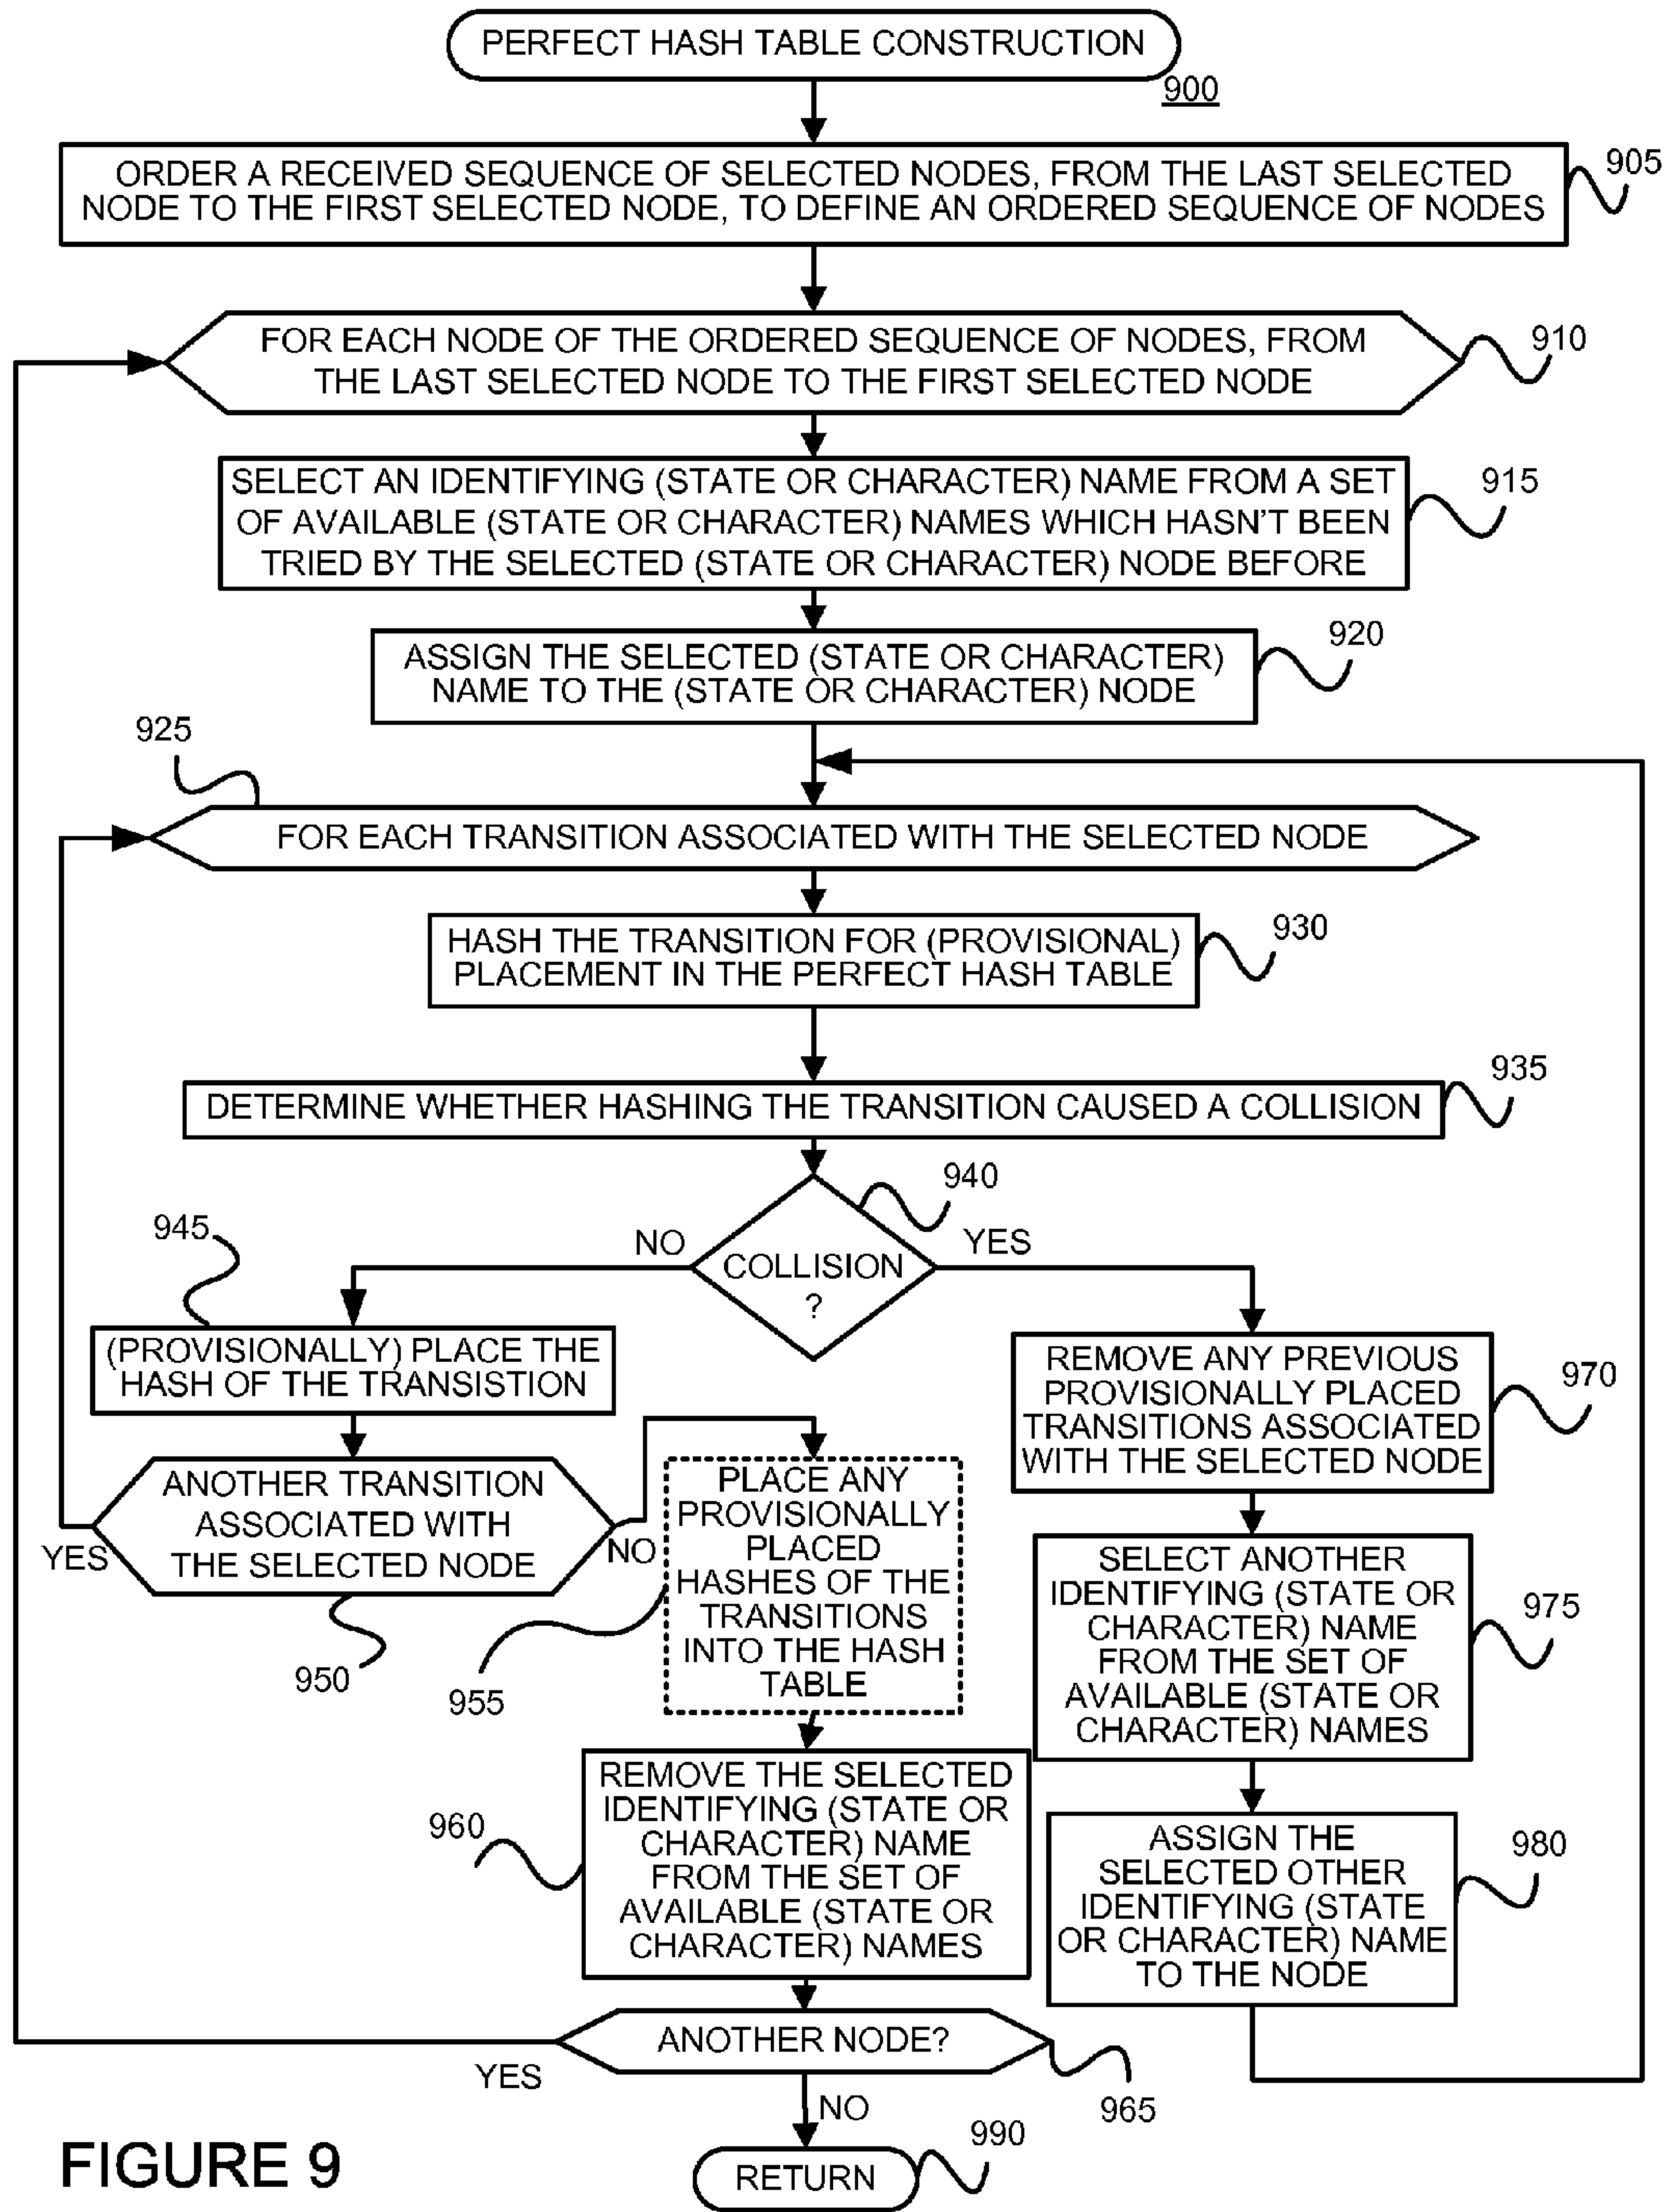 PERFECT HASH TABLE CONSTRUCTION
900
ORDER A RECEIVED SEQUENCE OF SELECTED NODES, FROM THE LAST SELECTED
NODE TO THE FIRST SELECTED NODE, TO DEFINE AN ORDERED SEQUENCE OF NODES
905
FOR EACH NODE OF THE ORDERED SEQUENCE OF NODES, FROM
THE LAST SELECTED NODE TO THE FIRST SELECTED NODE
910
SELECT AN IDENTIFYING (STATE OR CHARACTER) NAME FROM A SET
OF AVAILABLE (STATE OR CHARACTER) NAMES WHICH HASN'T BEEN
TRIED BY THE SELECTED (STATE OR CHARACTER) NODE BEFORE
915
ASSIGN THE SELECTED (STATE OR CHARACTER)
NAME TO THE (STATE OR CHARACTER) NODE
920
925
FOR EACH TRANSITION ASSOCIATED WITH THE SELECTED NODE
HASH THE TRANSITION FOR (PROVISIONAL)
PLACEMENT IN THE PERFECT HASH TABLE
930
DETERMINE WHETHER HASHING THE TRANSITION CAUSED A COLLISION
935
940
COLLISION
?
NO
YES
945
(PROVISIONALLY) PLACE THE
HASH OF THE TRANSISTION
ANOTHER TRANSITION
ASSOCIATED WITH
THE SELECTED NODE
YES
NO
950
PLACE ANY
PROVISIONALLY
PLACED
HASHES OF THE
TRANSITIONS
INTO THE HASH
TABLE
955
REMOVE THE SELECTED
IDENTIFYING (STATE OR
CHARACTER) NAME
FROM THE SET OF
AVAILABLE (STATE OR
CHARACTER) NAMES
960
REMOVE ANY PREVIOUS
PROVISIONALLY PLACED
TRANSITIONS ASSOCIATED
WITH THE SELECTED NODE
970
SELECT ANOTHER
IDENTIFYING (STATE OR
CHARACTER) NAME
FROM THE SET OF
AVAILABLE (STATE OR
CHARACTER) NAMES
975
ASSIGN THE
SELECTED OTHER
IDENTIFYING (STATE
OR CHARACTER) NAME
TO THE NODE
980
ANOTHER NODE?
YES
965
NO
RETURN
990
FIGURE 9